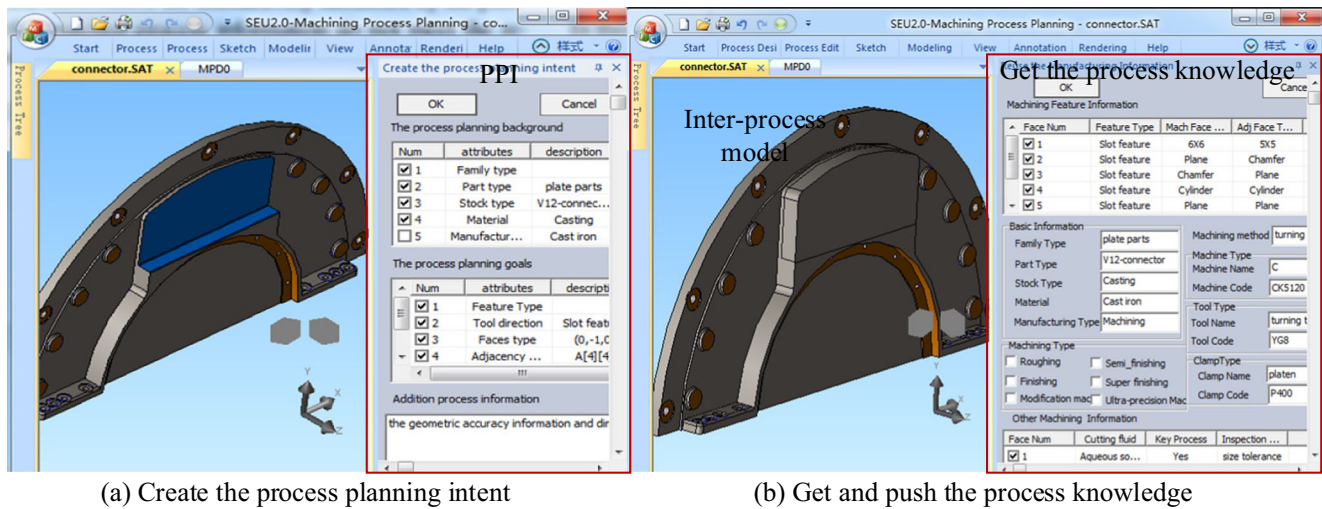 SEU2.0-Machining Process Planning - co...
Start Process Process Sketch Modelir View Annota Renderi Help 样式
connector.SAT MPD0
Process Tree
Create the process planning intent
PPI
OK Cancel
The process planning background
Num attributes description
1 Family type
2 Part type plate parts
3 Stock type V12-connec...
4 Material Casting
5 Manufactur... Cast iron
The process planning goals
Num attributes descripti
1 Feature Type
2 Tool direction Slot featu
3 Faces type (0,-1,0
4 Adjacency ... A[4][4
Addition process information
the geometric accuracy information and dir
Y
X
Z
(a) Create the process planning intent
SEU2.0-Machining Process Planning - connector.SAT
Start Process Desi Process Edit Sketch Modeling View Annotation Rendering Help 样式
connector.SAT MPD0
Process Tree
Inter-process
model
Get the process knowledge
OK Cance
Machining Feature Information
Face Num Feature Type Mach Face ... Adj Face T...
1 Slot feature 6X6 5X5
2 Slot feature Plane Chamfer
3 Slot feature Chamfer Plane
4 Slot feature Cylinder Cylinder
5 Slot feature Plane Plane
Basic Information
Family Type plate parts
Part Type V12-connector
Stock Type Casting
Material Cast iron
Manufacturing Type Machining
Machining method turning
Machine Type
Machine Name C
Machine Code CK5120
Tool Type
Tool Name turning t
Tool Code YG8
Machining Type
Roughing Semi_finishing
Finishing Super finishing
Modification mac Ultra-precision Mac
ClampType
Clamp Name platen
Clamp Code P400
Other Machining Information
Face Num Cutting fluid Key Process Inspection ...
1 Aqueous so... Yes size tolerance
Y
X
Z
(b) Get and push the process knowledge